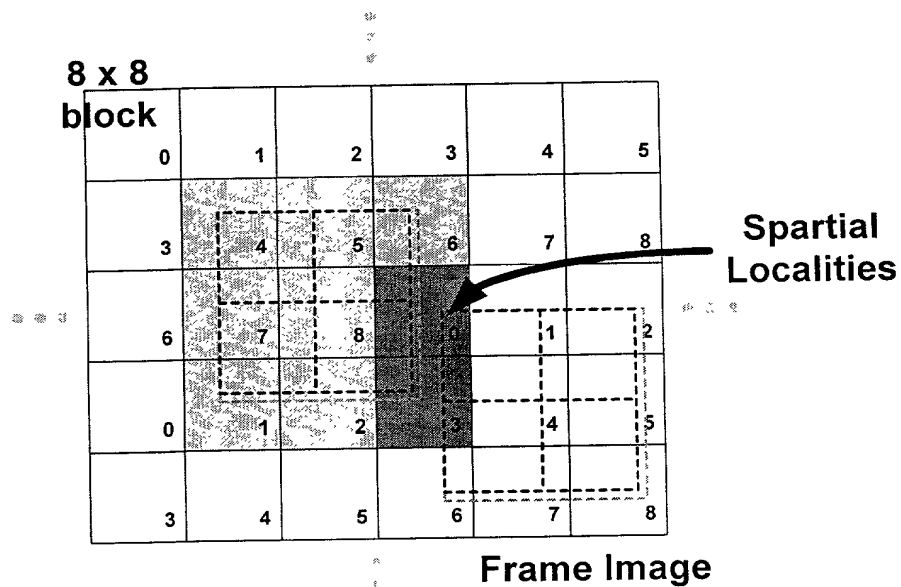 8 x 8
block
0 1 2 3 4 5
3 4 5 6 7 8
Spartial
Localities
6 7 8 0 1 2
0 1 2 3 4 5
3 4 5 6 7 8
Frame Image